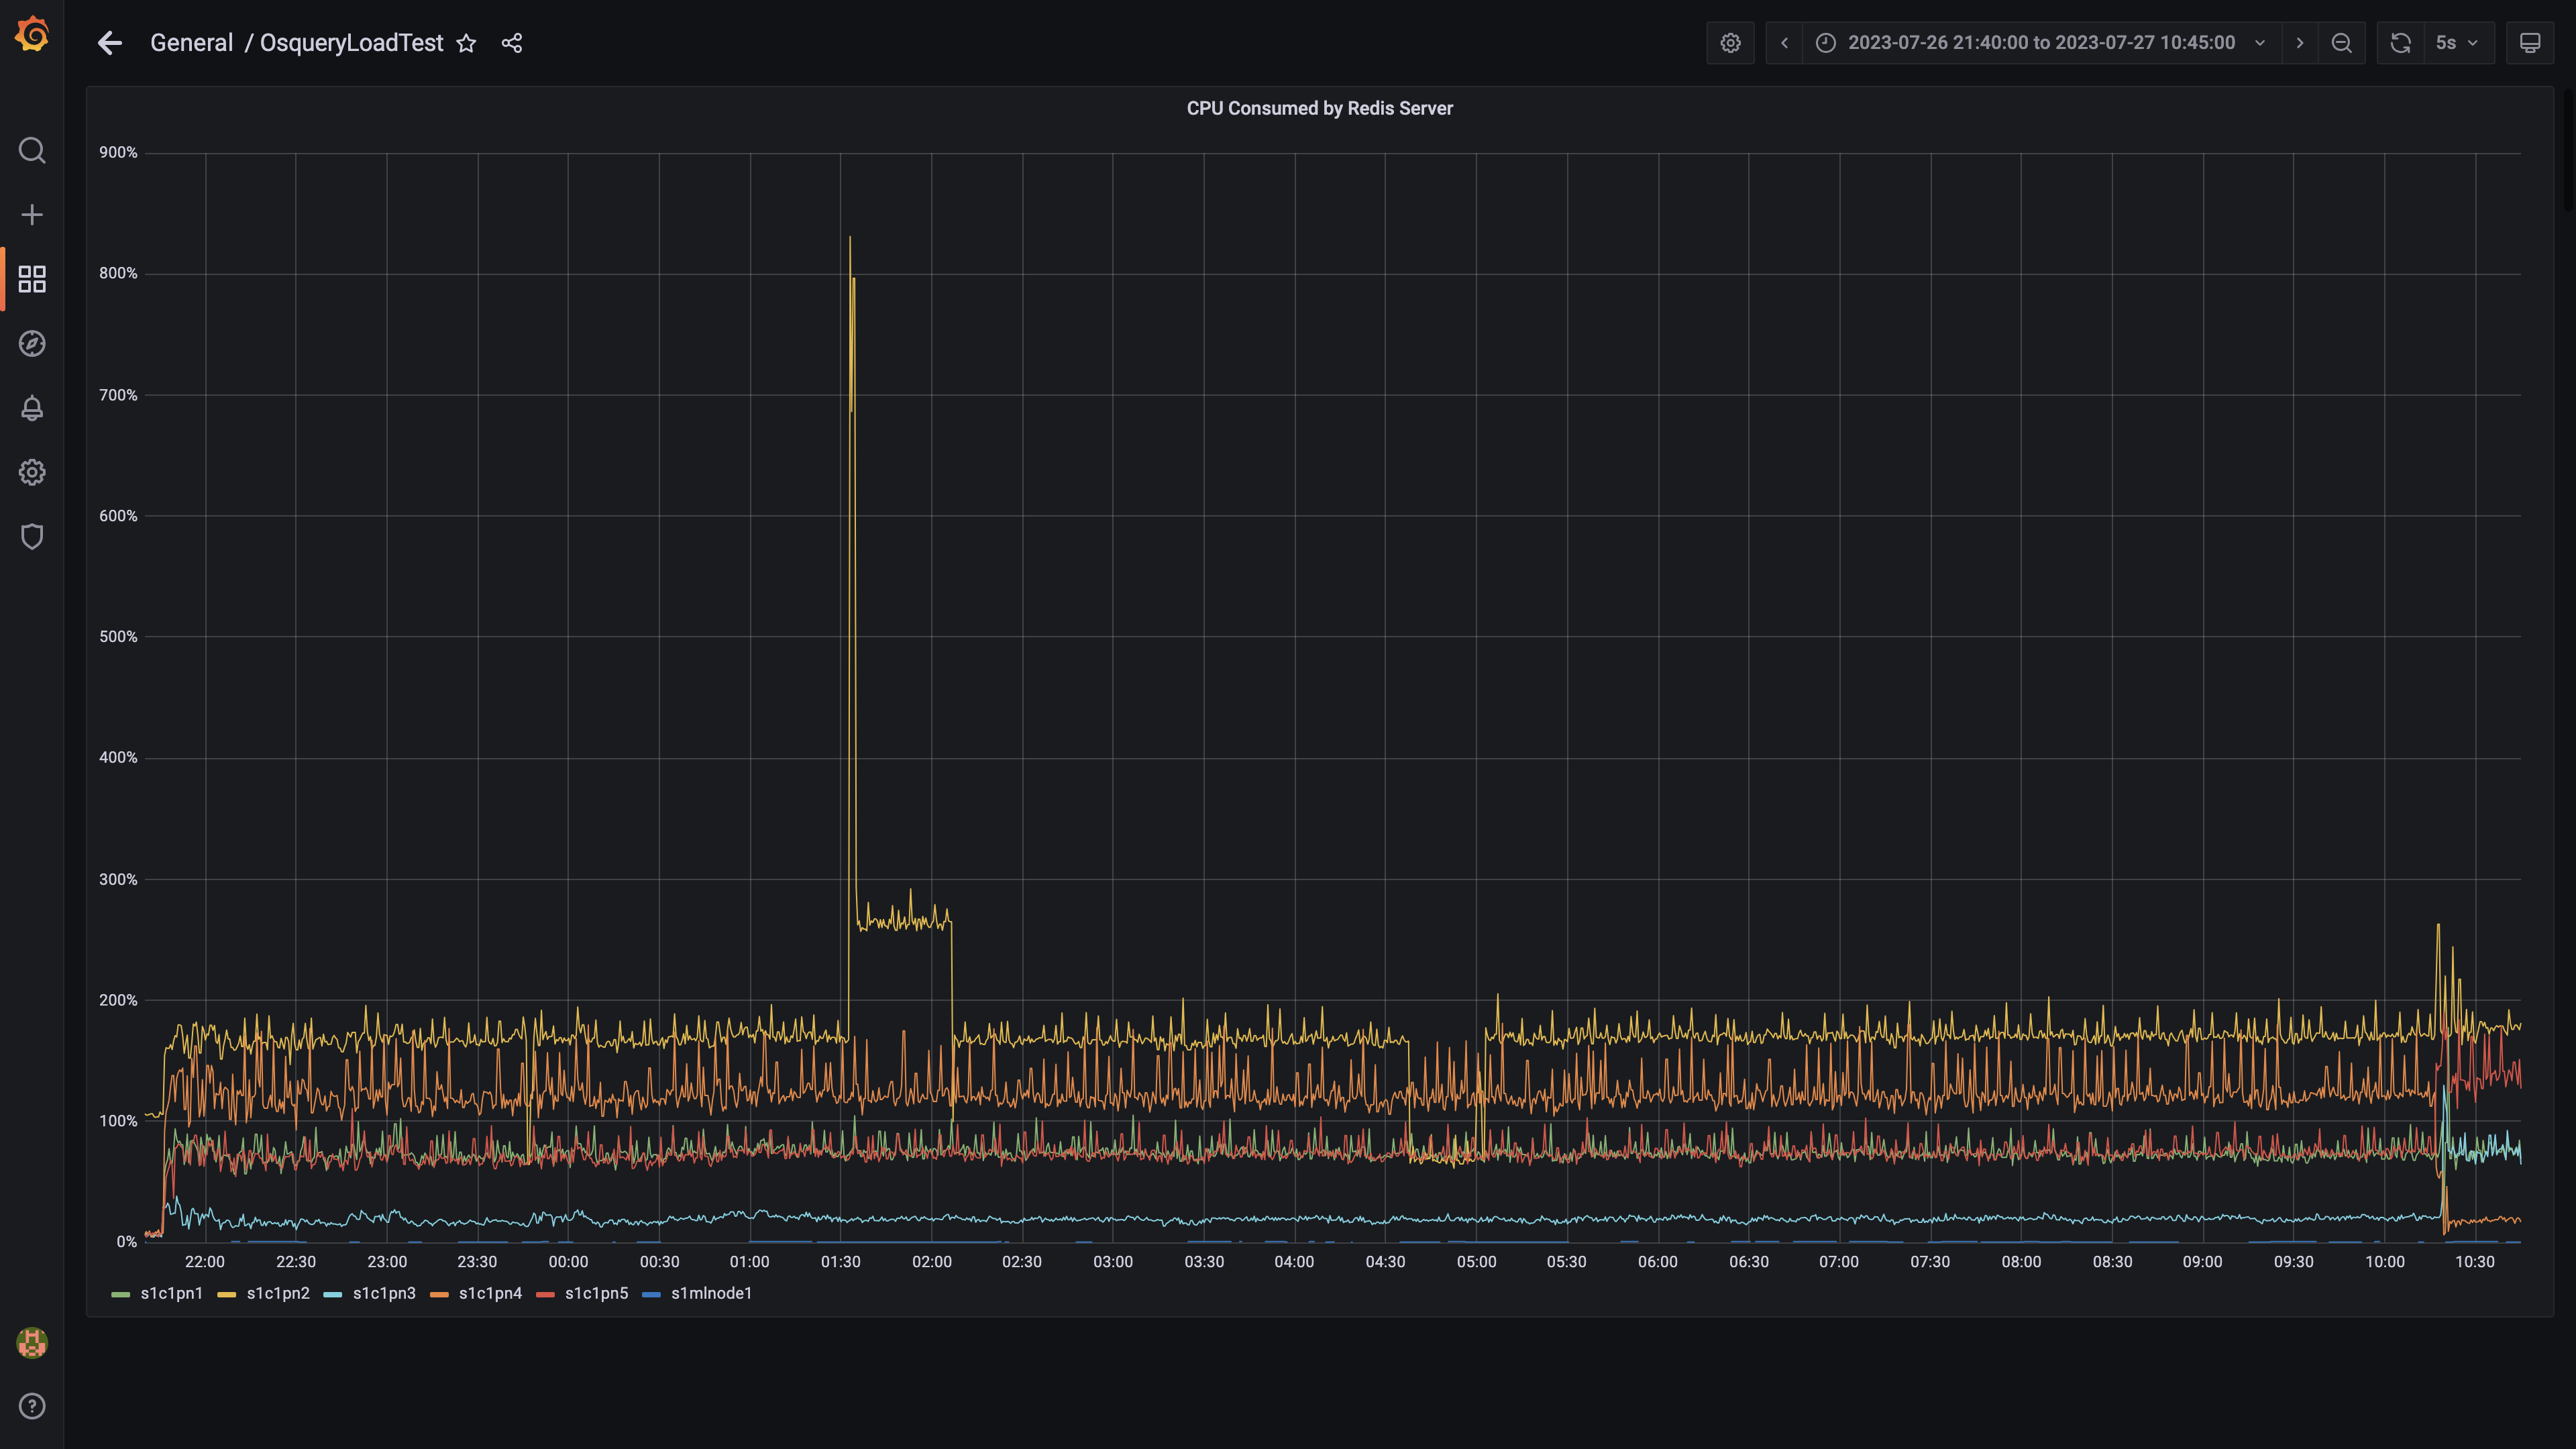 General / OsqueryLoadTest
2023-07-26 21:40:00 to 2023-07-27 10:45:00
5s
CPU Consumed by Redis Server
900%
800%
700%
600%
500%
400%
300%
200%
100%
0%
22:00 22:30 23:00 23:30 00:00 00:30 01:00 01:30 02:00 02:30 03:00 03:30 04:00 04:30 05:00 05:30 06:00 06:30 07:00 07:30 08:00 08:30 09:00 09:30 10:00 10:30
s1c1pn1 s1c1pn2 s1c1pn3 s1c1pn4 s1c1pn5 s1mlnode1